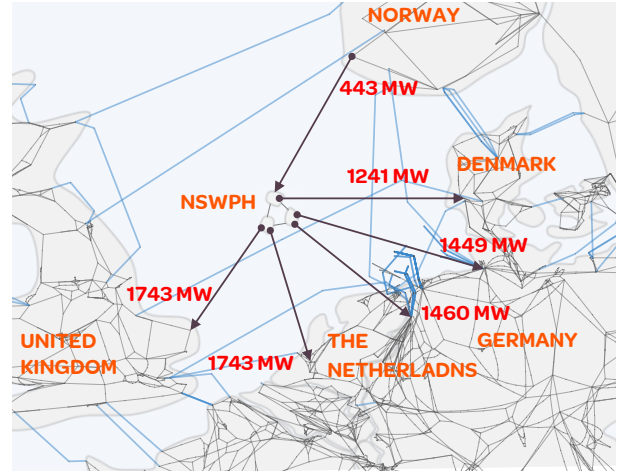 NORWAY
443 MW
DENMARK
1241 MW
NSWPH
1449 MW
1743 MW
1460 MW
UNITED
KINGDOM
THE
NETHERLADNS
GERMANY
1743 MW